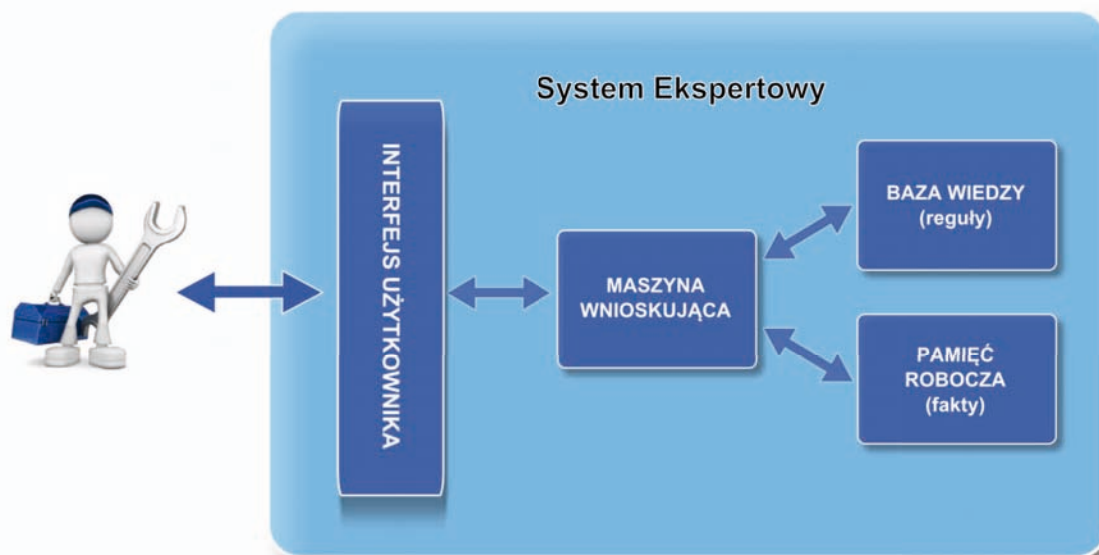 System Ekspertowy
INTERFEJS UŻYTKOWNIKA
MASZYNA
WNIOSKUJĄCA
BAZA WIEDZY
(reguły)
PAMIĘĆ
ROBOCZA
(fakty)